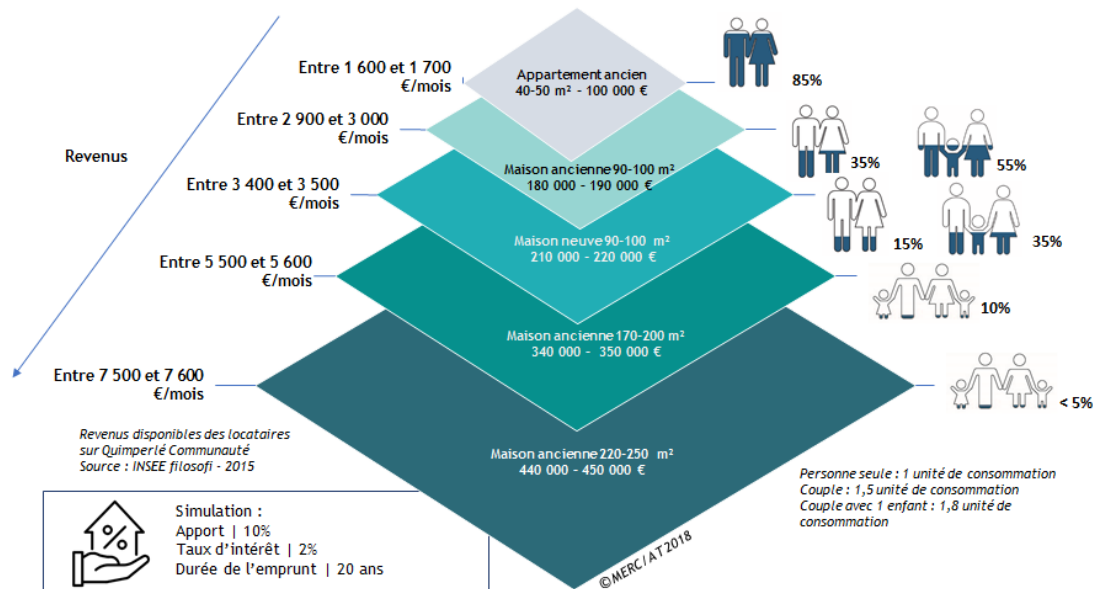 Revenus
Entre 1 600 et 1 700
€/mois
Appartement ancien
40-50 m² - 100 000 €
85%
Entre 2 900 et 3 000
€/mois
Maison ancienne 90-100 m²
180 000 - 190 000 €
35%
55%
Entre 3 400 et 3 500
€/mois
Maison neuve 90-100 m²
210 000 - 220 000 €
15%
35%
Entre 5 500 et 5 600
€/mois
Maison ancienne 170-200 m²
340 000 - 350 000 €
10%
Entre 7 500 et 7 600
€/mois
Maison ancienne 220-250 m²
440 000 - 450 000 €
< 5%
Revenus disponibles des locataires
sur Quimperlé Communauté
Source : INSEE filosofi - 2015
Personne seule : 1 unité de consommation
Couple : 1,5 unité de consommation
Couple avec 1 enfant : 1,8 unité de
consommation
Simulation :
Apport | 10%
Taux d'intérêt | 2%
Durée de l'emprunt | 20 ans
©MERC/AT2018